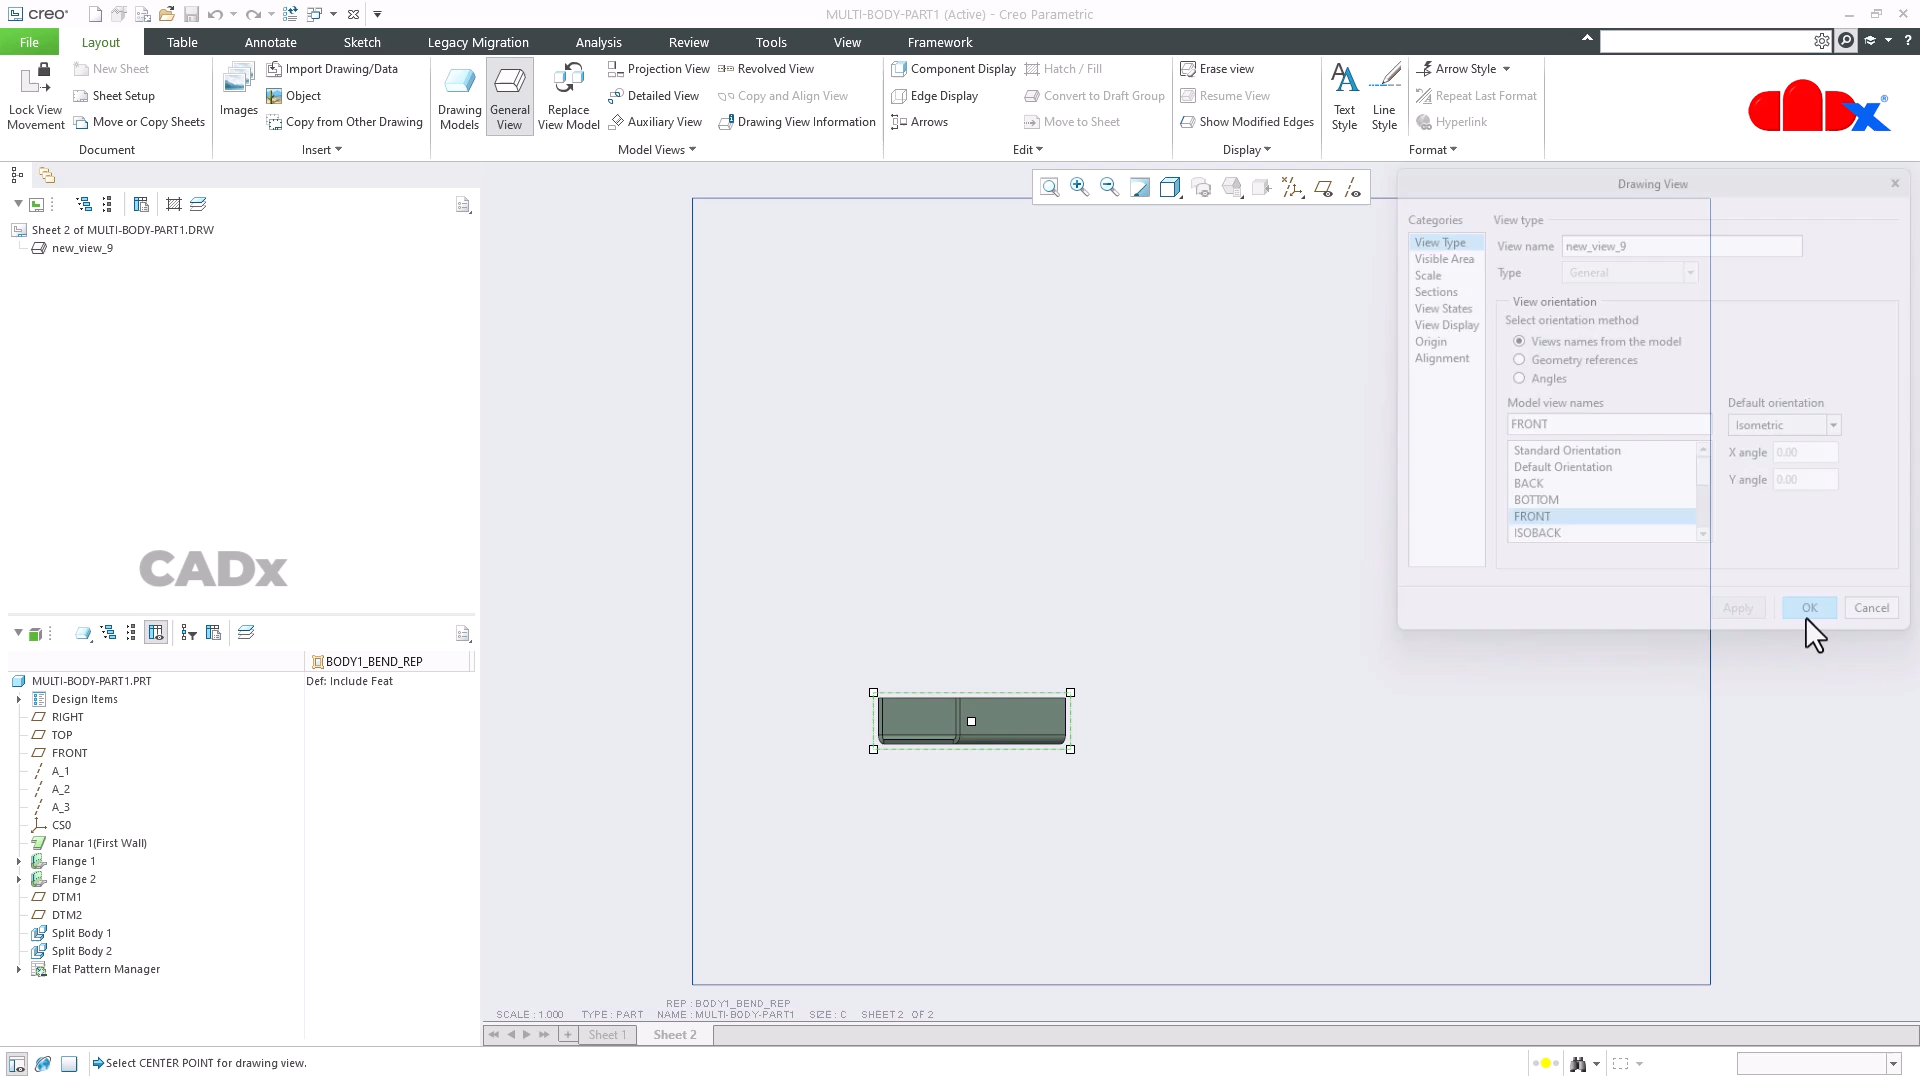 creo®
MULTI-BODY-PART1 (Active) - Creo Parametric
File
Layout
Table
Annotate
Sketch
Legacy Migration
Analysis
Review
Tools
View
Framework
Lock View Movement
New Sheet
Sheet Setup
Move or Copy Sheets
Document
Images
Import Drawing/Data
Object
Copy from Other Drawing
Insert
Drawing Models
General View
Replace View Model
Projection View
Detailed View
Auxiliary View
Revolved View
Copy and Align View
Drawing View Information
Model Views
Component Display
Edge Display
Arrows
Hatch / Fill
Convert to Draft Group
Move to Sheet
Edit
Erase view
Resume View
Show Modified Edges
Display
Text Style
Line Style
Arrow Style
Repeat Last Format
Hyperlink
Format
CADx®
Sheet 2 of MULTI-BODY-PART1.DRW
new_view_9
CADx
BODY1_BEND_REP
MULTI-BODY-PART1.PRT
Def: Include Feat
Design Items
RIGHT
TOP
FRONT
A_1
A_2
A_3
CS0
Planar 1(First Wall)
Flange 1
Flange 2
DTM1
DTM2
Split Body 1
Split Body 2
Flat Pattern Manager
Drawing View
Categories
View Type
Visible Area
Scale
Sections
View States
View Display
Origin
Alignment
View type
View name new_view_9
Type General
View orientation
Select orientation method
Views names from the model
Geometry references
Angles
Model view names
FRONT
Standard Orientation
Default Orientation
BACK
BOTTOM
FRONT
ISOBACK
Default orientation
Isometric
X angle 0.00
Y angle 0.00
Apply
OK
Cancel
REP : BODY1_BEND_REP
SCALE : 1.000 TYPE : PART NAME : MULTI-BODY-PART1 SIZE : C SHEET 2 OF 2
Sheet 1
Sheet 2
Select CENTER POINT for drawing view.